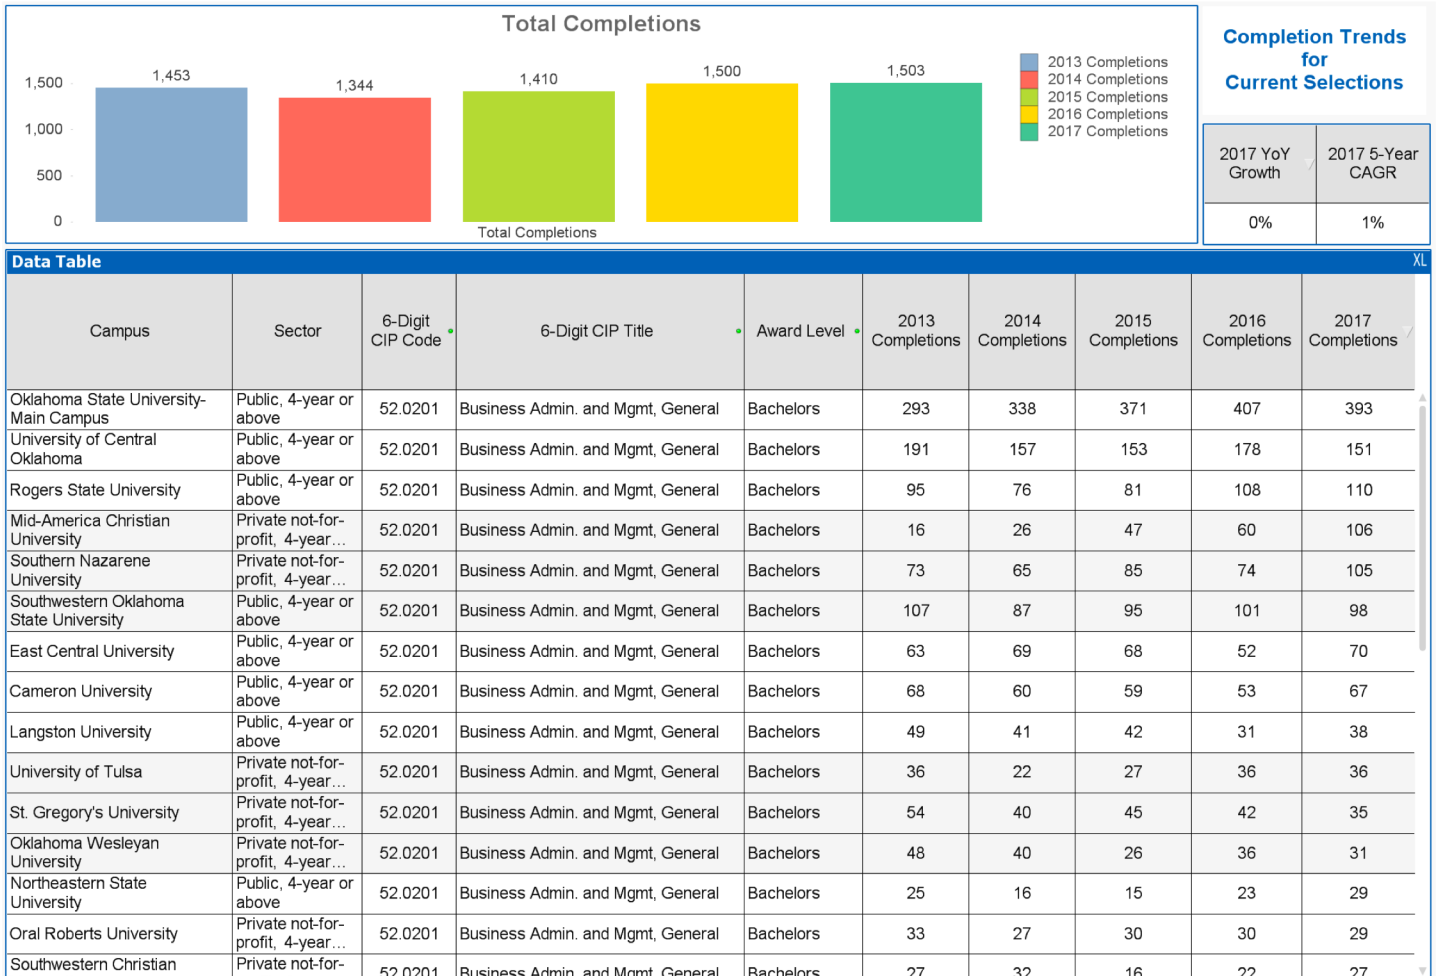 Total Completions
1,453
1,344
1,410
1,500
1,503
1,500
1,000
500
0
Total Completions
2013 Completions
2014 Completions
2015 Completions
2016 Completions
2017 Completions
Completion Trends
for
Current Selections
2017 YoY Growth 2017 5-Year CAGR
0% 1%
Data Table XL
Campus Sector 6-Digit CIP Code 6-Digit CIP Title Award Level 2013 Completions 2014 Completions 2015 Completions 2016 Completions 2017 Completions
Oklahoma State University-Main Campus Public, 4-year or above 52.0201 Business Admin. and Mgmt, General Bachelors 293 338 371 407 393
University of Central Oklahoma Public, 4-year or above 52.0201 Business Admin. and Mgmt, General Bachelors 191 157 153 178 151
Rogers State University Public, 4-year or above 52.0201 Business Admin. and Mgmt, General Bachelors 95 76 81 108 110
Mid-America Christian University Private not-for-profit, 4-year... 52.0201 Business Admin. and Mgmt, General Bachelors 16 26 47 60 106
Southern Nazarene University Private not-for-profit, 4-year... 52.0201 Business Admin. and Mgmt, General Bachelors 73 65 85 74 105
Southwestern Oklahoma State University Public, 4-year or above 52.0201 Business Admin. and Mgmt, General Bachelors 107 87 95 101 98
East Central University Public, 4-year or above 52.0201 Business Admin. and Mgmt, General Bachelors 63 69 68 52 70
Cameron University Public, 4-year or above 52.0201 Business Admin. and Mgmt, General Bachelors 68 60 59 53 67
Langston University Public, 4-year or above 52.0201 Business Admin. and Mgmt, General Bachelors 49 41 42 31 38
University of Tulsa Private not-for-profit, 4-year... 52.0201 Business Admin. and Mgmt, General Bachelors 36 22 27 36 36
St. Gregory's University Private not-for-profit, 4-year... 52.0201 Business Admin. and Mgmt, General Bachelors 54 40 45 42 35
Oklahoma Wesleyan University Private not-for-profit, 4-year... 52.0201 Business Admin. and Mgmt, General Bachelors 48 40 26 36 31
Northeastern State University Public, 4-year or above 52.0201 Business Admin. and Mgmt, General Bachelors 25 16 15 23 29
Oral Roberts University Private not-for-profit, 4-year... 52.0201 Business Admin. and Mgmt, General Bachelors 33 27 30 30 29
Southwestern Christian Private not-for- 52.0201 Business Admin. and Mgmt, General Bachelors 27 32 16 22 27